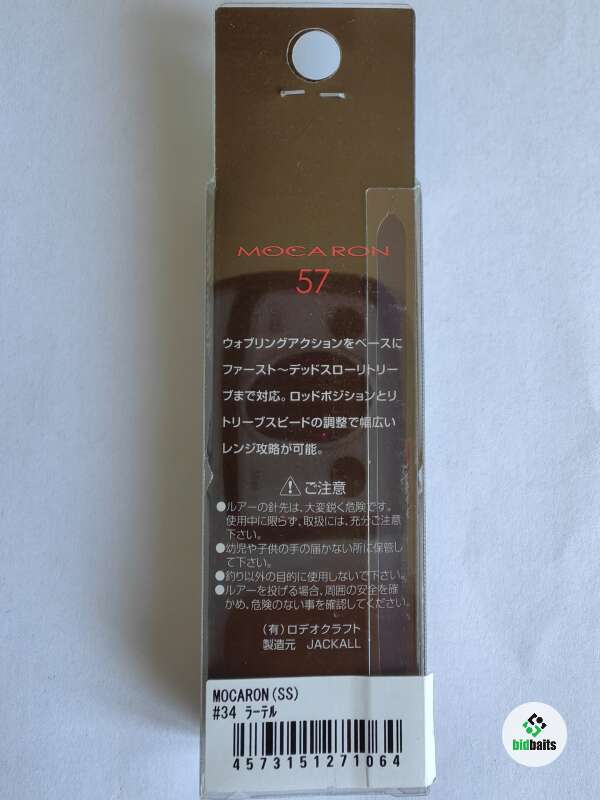 MOCARON
57
ウォブリングアクションをベースに
ファースト～デッドスローリトリー
ブまで対応。ロッドポジションとリ
トリーブスピードの調整で幅広い
レンジ攻略が可能。
ご注意
●ルアーの針先は、大変鋭く危険です。
使用中に限らず、取扱には、充分ご注意
下さい。
●幼児や子供の手の届かない所に保管し
て下さい。
●釣り以外の目的に使用しないで下さい。
●ルアーを投げる場合、周囲の安全を確
かめ、危険のない事を確認してください。
(有)ロデオクラフト
製造元 JACKALL
MOCARON(SS)
#34 ラーテル
4573151271064
bidbaits